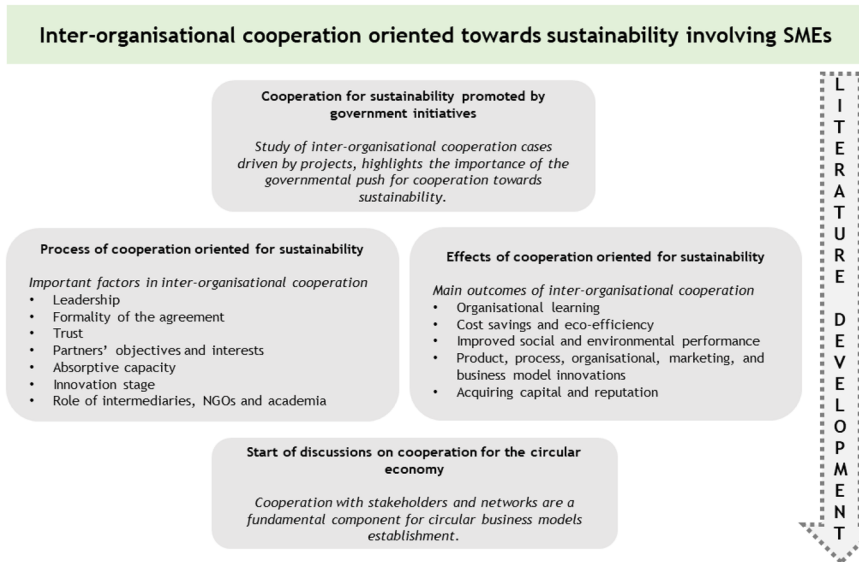 Inter-organisational cooperation oriented towards sustainability involving SMEs
Cooperation for sustainability promoted by
government initiatives
Study of inter-organisational cooperation cases
driven by projects, highlights the importance of the
governmental push for cooperation towards
sustainability.
Process of cooperation oriented for sustainability
Important factors in inter-organisational cooperation
• Leadership
• Formality of the agreement
• Trust
• Partners’ objectives and interests
• Absorptive capacity
• Innovation stage
• Role of intermediaries, NGOs and academia
Effects of cooperation oriented for sustainability
Main outcomes of inter-organisational cooperation
• Organisational learning
• Cost savings and eco-efficiency
• Improved social and environmental performance
• Product, process, organisational, marketing, and
business model innovations
• Acquiring capital and reputation
Start of discussions on cooperation for the circular
economy
Cooperation with stakeholders and networks are a
fundamental component for circular business models
establishment.
LITERATURE DEVELOPMENT